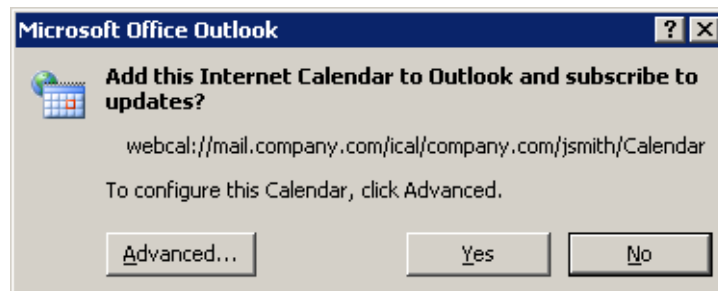 Microsoft Office Outlook
Add this Internet Calendar to Outlook and subscribe to
updates?
webcal://mail.company.com/ical/company.com/jsmith/Calendar
To configure this Calendar, click Advanced.
Advanced... Yes No